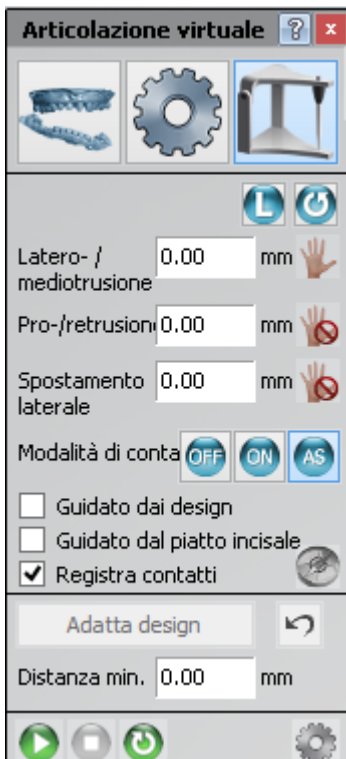 Articolazione virtuale ? x
L
Latero- / 0.00 mm
mediotrusione
Pro-/retrusion 0.00 mm
Spostamento 0.00 mm
laterale
Modalità di conta OFF ON AS
Guidato dai design
Guidato dal piatto incisale
Registra contatti
Adatta design
Distanza min. 0.00 mm